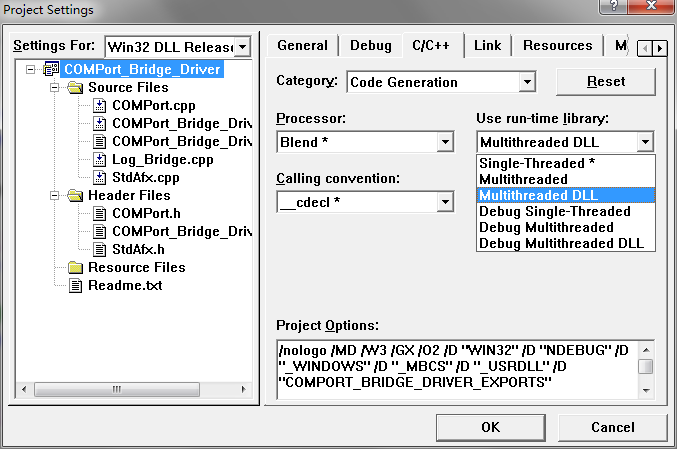 Project Settings
Settings For: Win32 DLL Release
General Debug C/C++ Link Resources M
COMPort_Bridge_Driver
Source Files
COMPort.cpp
COMPort_Bridge_Driv
COMPort_Bridge_Driv
Log_Bridge.cpp
StdAfx.cpp
Header Files
COMPort.h
COMPort_Bridge_Driv
StdAfx.h
Resource Files
Readme.txt
Category: Code Generation Reset
Processor:
Blend *
Use run-time library:
Multithreaded DLL
Single-Threaded *
Multithreaded
Multithreaded DLL
Debug Single-Threaded
Debug Multithreaded
Debug Multithreaded DLL
Calling convention:
__cdecl *
Project Options:
/nologo /MD /W3 /GX /O2 /D "WIN32" /D "NDEBUG" /D
"_WINDOWS" /D "_MBCS" /D "_USRDLL" /D
"COMPORT_BRIDGE_DRIVER_EXPORTS"
OK Cancel